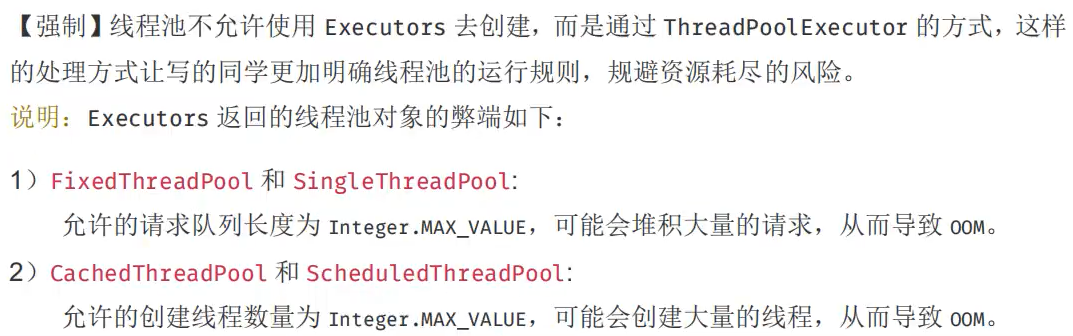 【强制】线程池不允许使用 Executors 去创建，而是通过 ThreadPoolExecutor 的方式，这样
的处理方式让写的同学更加明确线程池的运行规则，规避资源耗尽的风险。
说明：Executors 返回的线程池对象的弊端如下：
1）FixedThreadPool 和 SingleThreadPool:
允许的请求队列长度为 Integer.MAX_VALUE，可能会堆积大量的请求，从而导致 OOM。
2）CachedThreadPool 和 ScheduledThreadPool:
允许的创建线程数量为 Integer.MAX_VALUE，可能会创建大量的线程，从而导致 OOM。